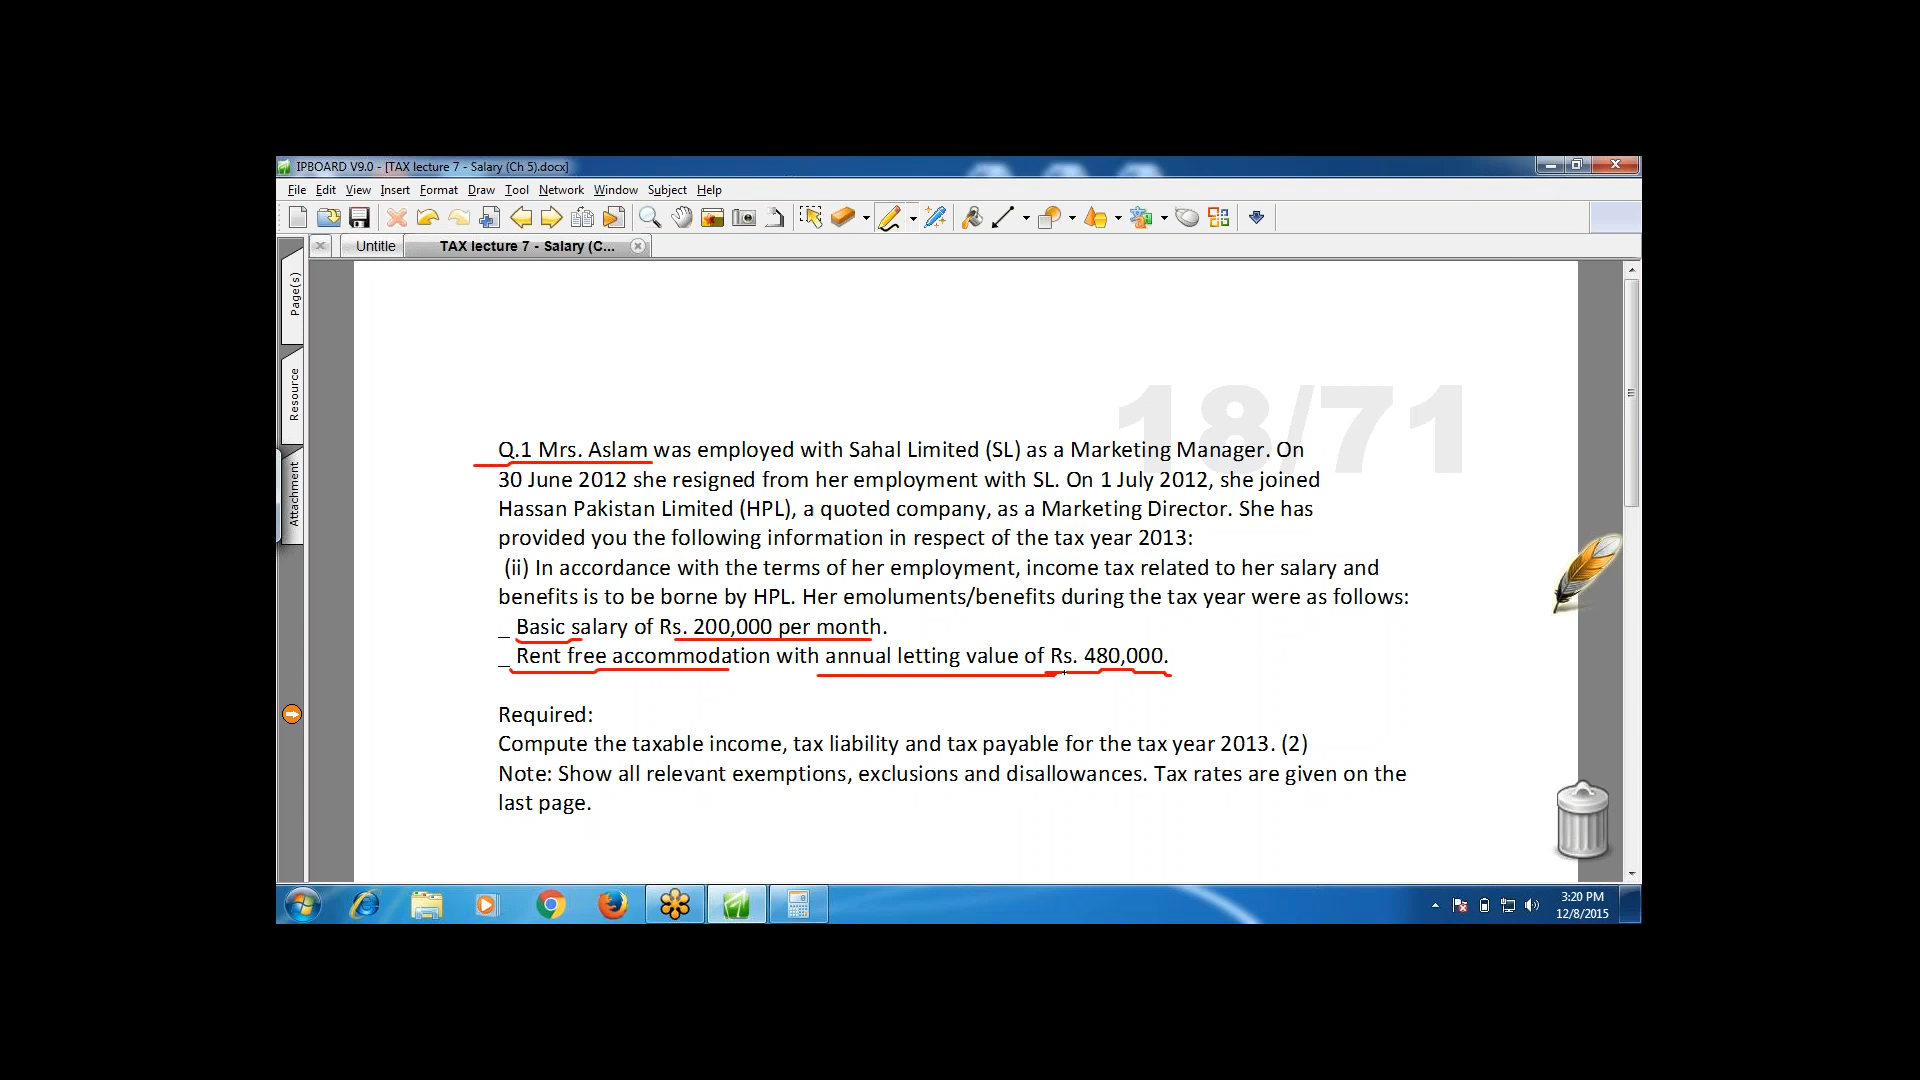 IPBOARD V9.0 - [TAX lecture 7 - Salary (Ch 5).docx]
File Edit View Insert Format Draw Tool Network Window Subject Help
Untitle TAX lecture 7 - Salary (C...
Page(s)
Resource
Attachment
18/71
Q.1 Mrs. Aslam was employed with Sahal Limited (SL) as a Marketing Manager. On
30 June 2012 she resigned from her employment with SL. On 1 July 2012, she joined
Hassan Pakistan Limited (HPL), a quoted company, as a Marketing Director. She has
provided you the following information in respect of the tax year 2013:
(ii) In accordance with the terms of her employment, income tax related to her salary and
benefits is to be borne by HPL. Her emoluments/benefits during the tax year were as follows:
_ Basic salary of Rs. 200,000 per month.
_ Rent free accommodation with annual letting value of Rs. 480,000.
Required:
Compute the taxable income, tax liability and tax payable for the tax year 2013. (2)
Note: Show all relevant exemptions, exclusions and disallowances. Tax rates are given on the
last page.
3:20 PM
12/8/2015